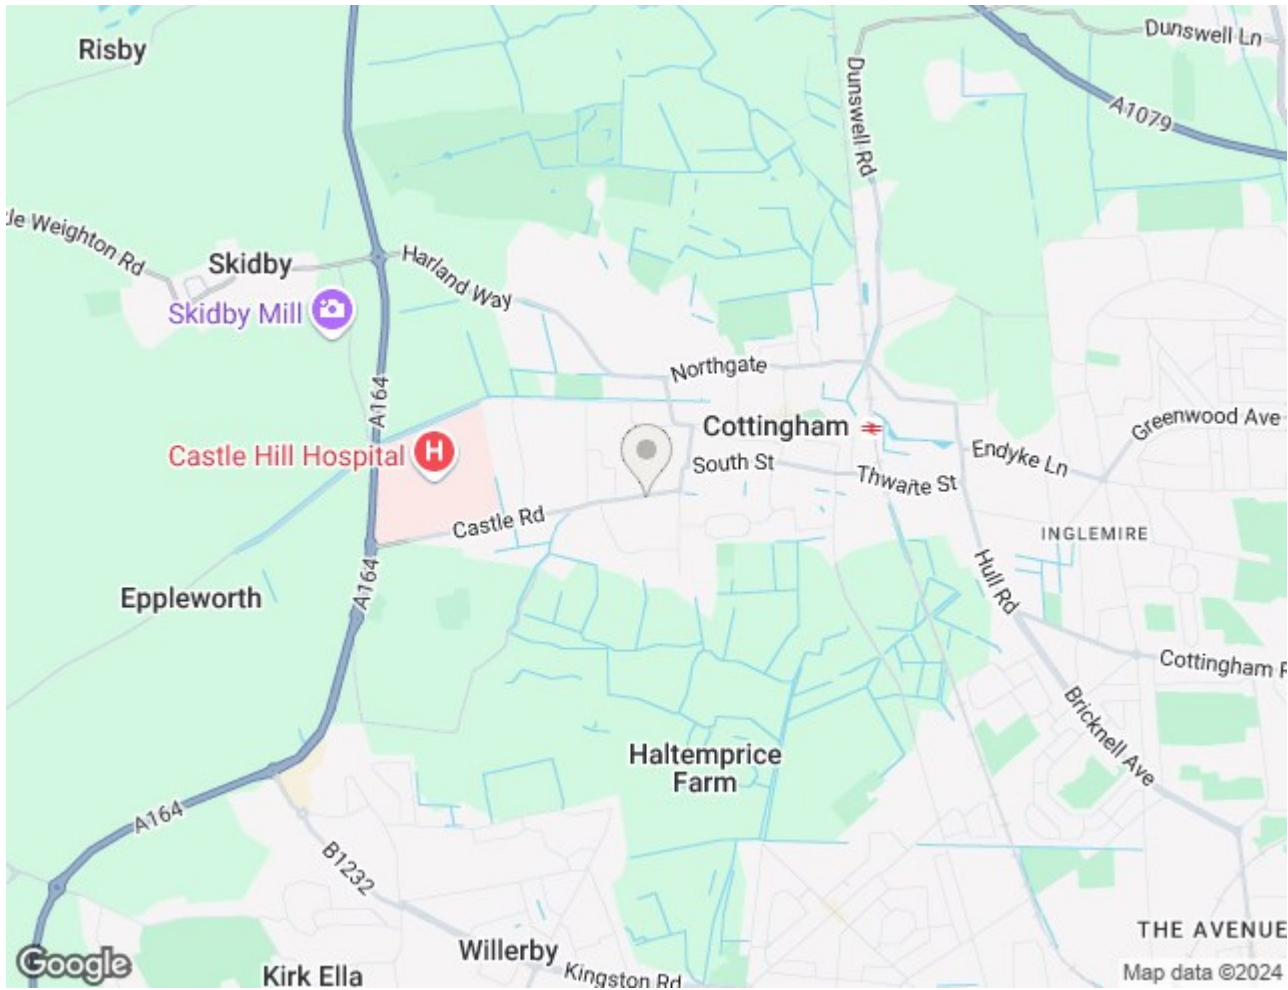 Risby
Dunswell Ln
A1079
Dunswell Rd
tle Weighton Rd
Skidby
Harland Way
Skidby Mill
A164
Northgate
Cottingham
Greenwood Ave
Castle Hill Hospital
H
South St
Endyke Ln
Thwaite St
Castle Rd
INGLEMIRE
A164
Hull Rd
Eppleworth
Cottingham R
Bricknell Ave
Haltemprice
Farm
A164
B1232
THE AVENUE
Willerby
Kingston Rd
Kirk Ella
Google
Map data ©2024